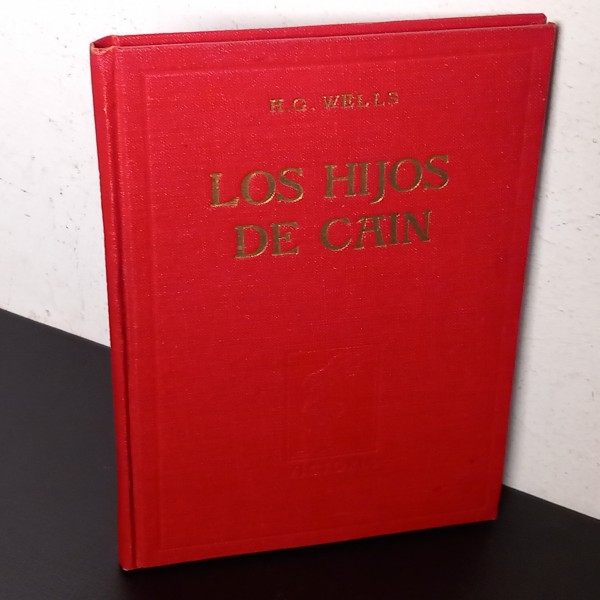 H. G. WELLS
LOS HIJOS
DE CAIN